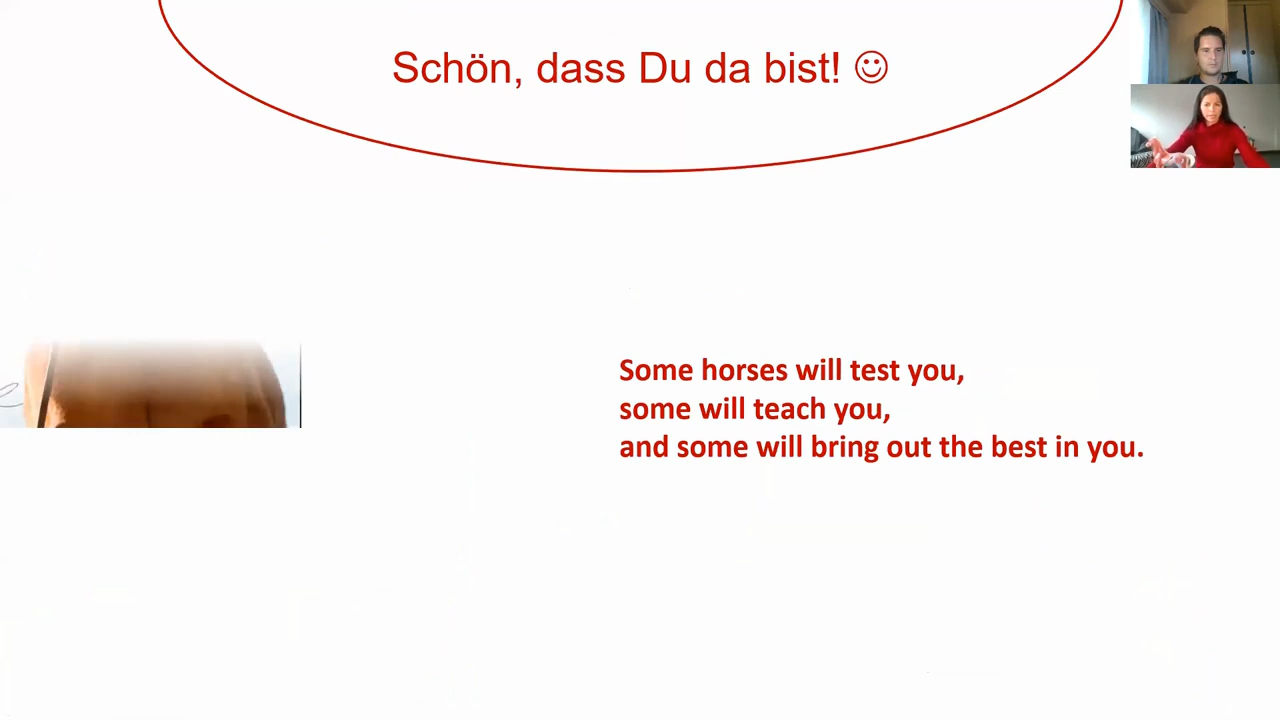 Schön, dass Du da bist! ☺
Some horses will test you,
some will teach you,
and some will bring out the best in you.